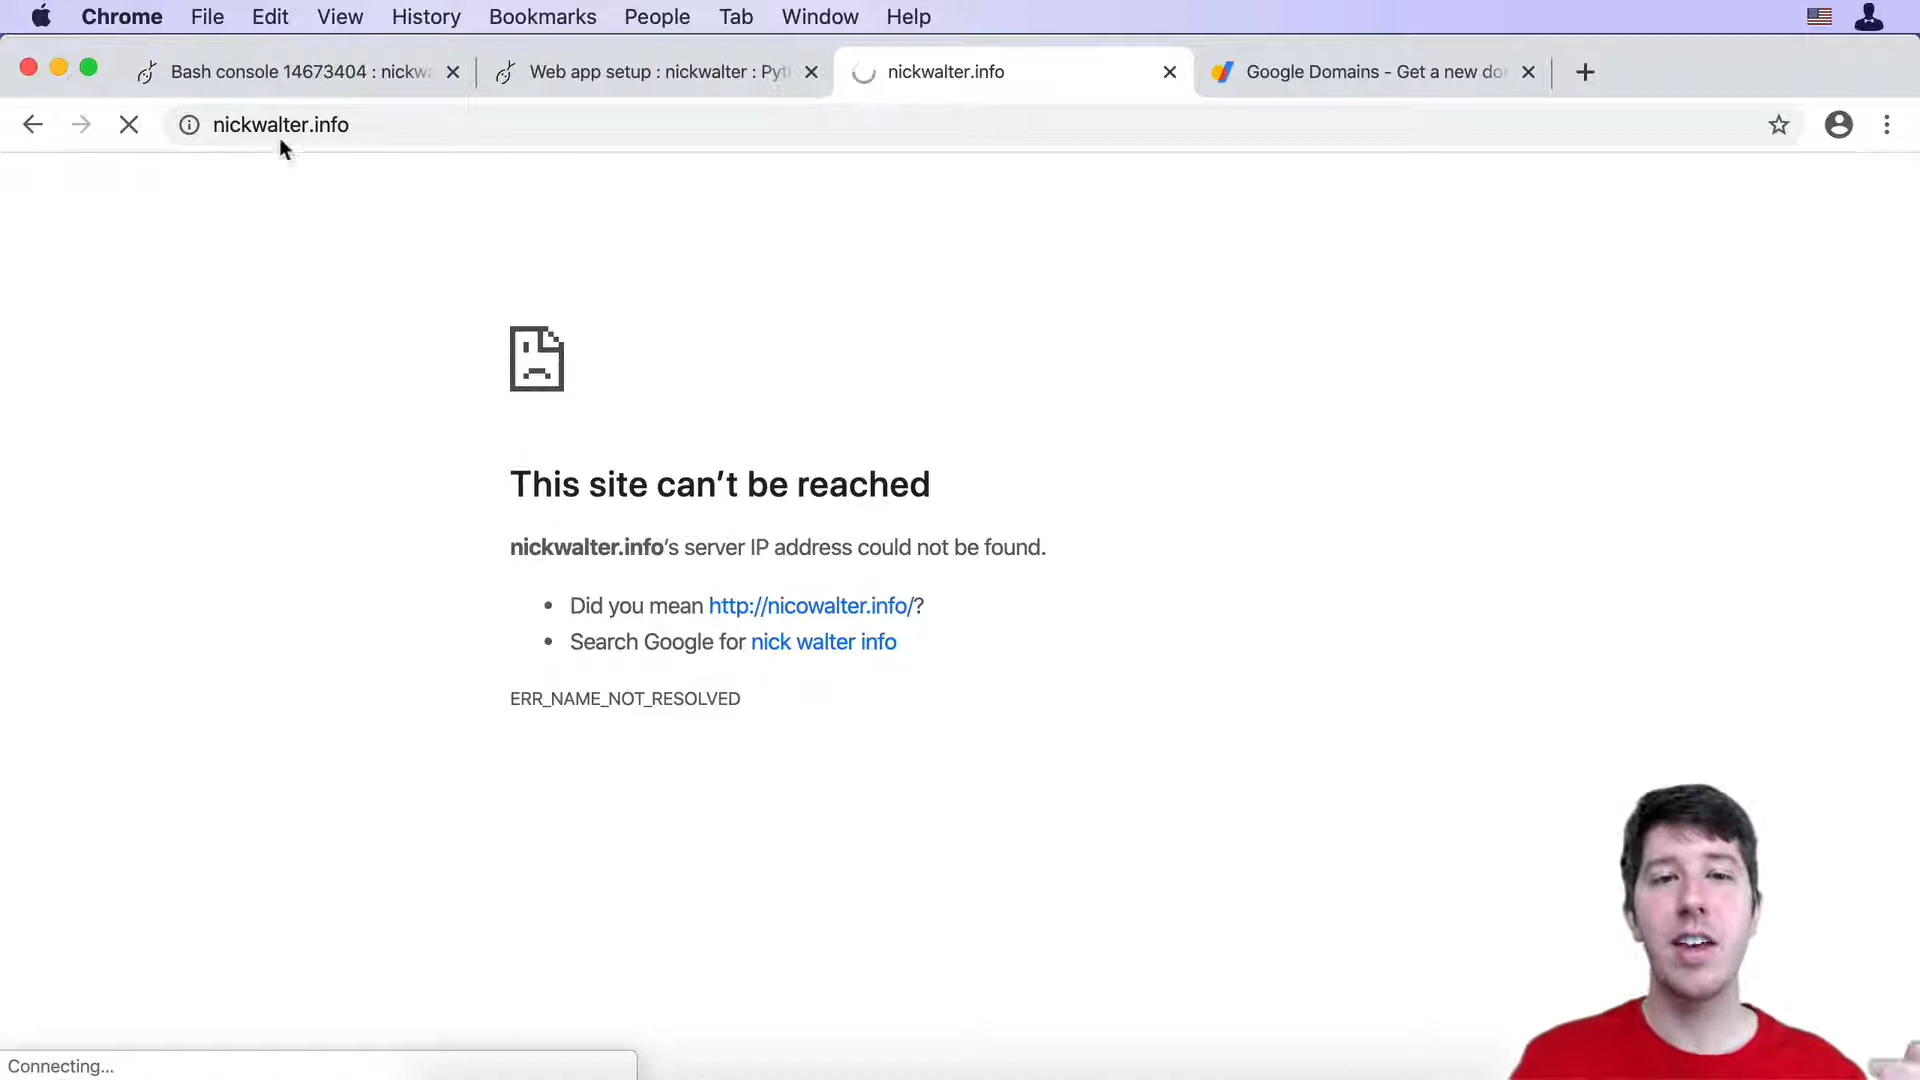 Chrome File Edit View History Bookmarks People Tab Window Help
Bash console 14673404 : nickw
Web app setup : nickwalter : Pyt
nickwalter.info
Google Domains - Get a new do
nickwalter.info
This site can’t be reached
nickwalter.info’s server IP address could not be found.
• Did you mean http://nicowalter.info/?
• Search Google for nick walter info
ERR_NAME_NOT_RESOLVED
Connecting...